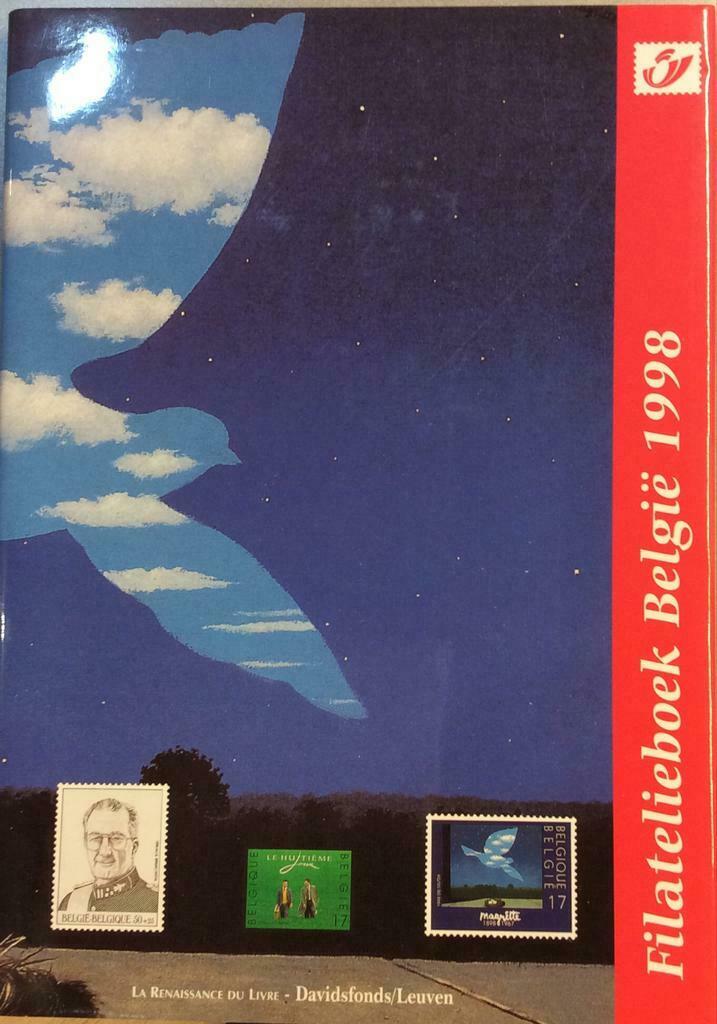 Filatelieboek België 1998
BELGIË-BELGIQUE 50+25
BELGIQUE
LE HUITIÈME
Jour
BELGIË
17
BELGIQUE
BELGIË 17
magritte
1898 1967
LA RENAISSANCE DU LIVRE - Davidsfonds/Leuven